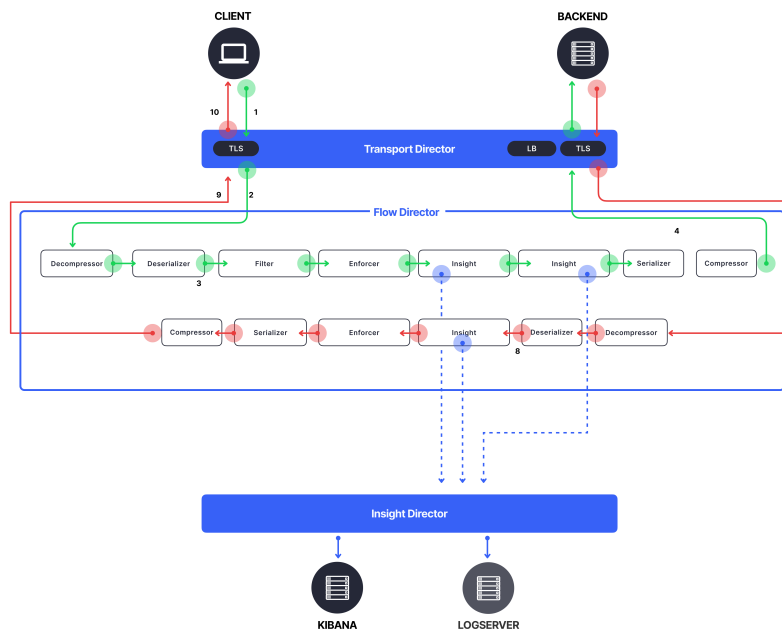 CLIENT
BACKEND
10
1
TLS
Transport Director
LB
TLS
9
2
Flow Director
4
Decompressor
Deserializer
Filter
Enforcer
Insight
Insight
Serializer
Compressor
3
Compressor
Serializer
Enforcer
Insight
Deserializer
Decompressor
8
Insight Director
KIBANA
LOGSERVER